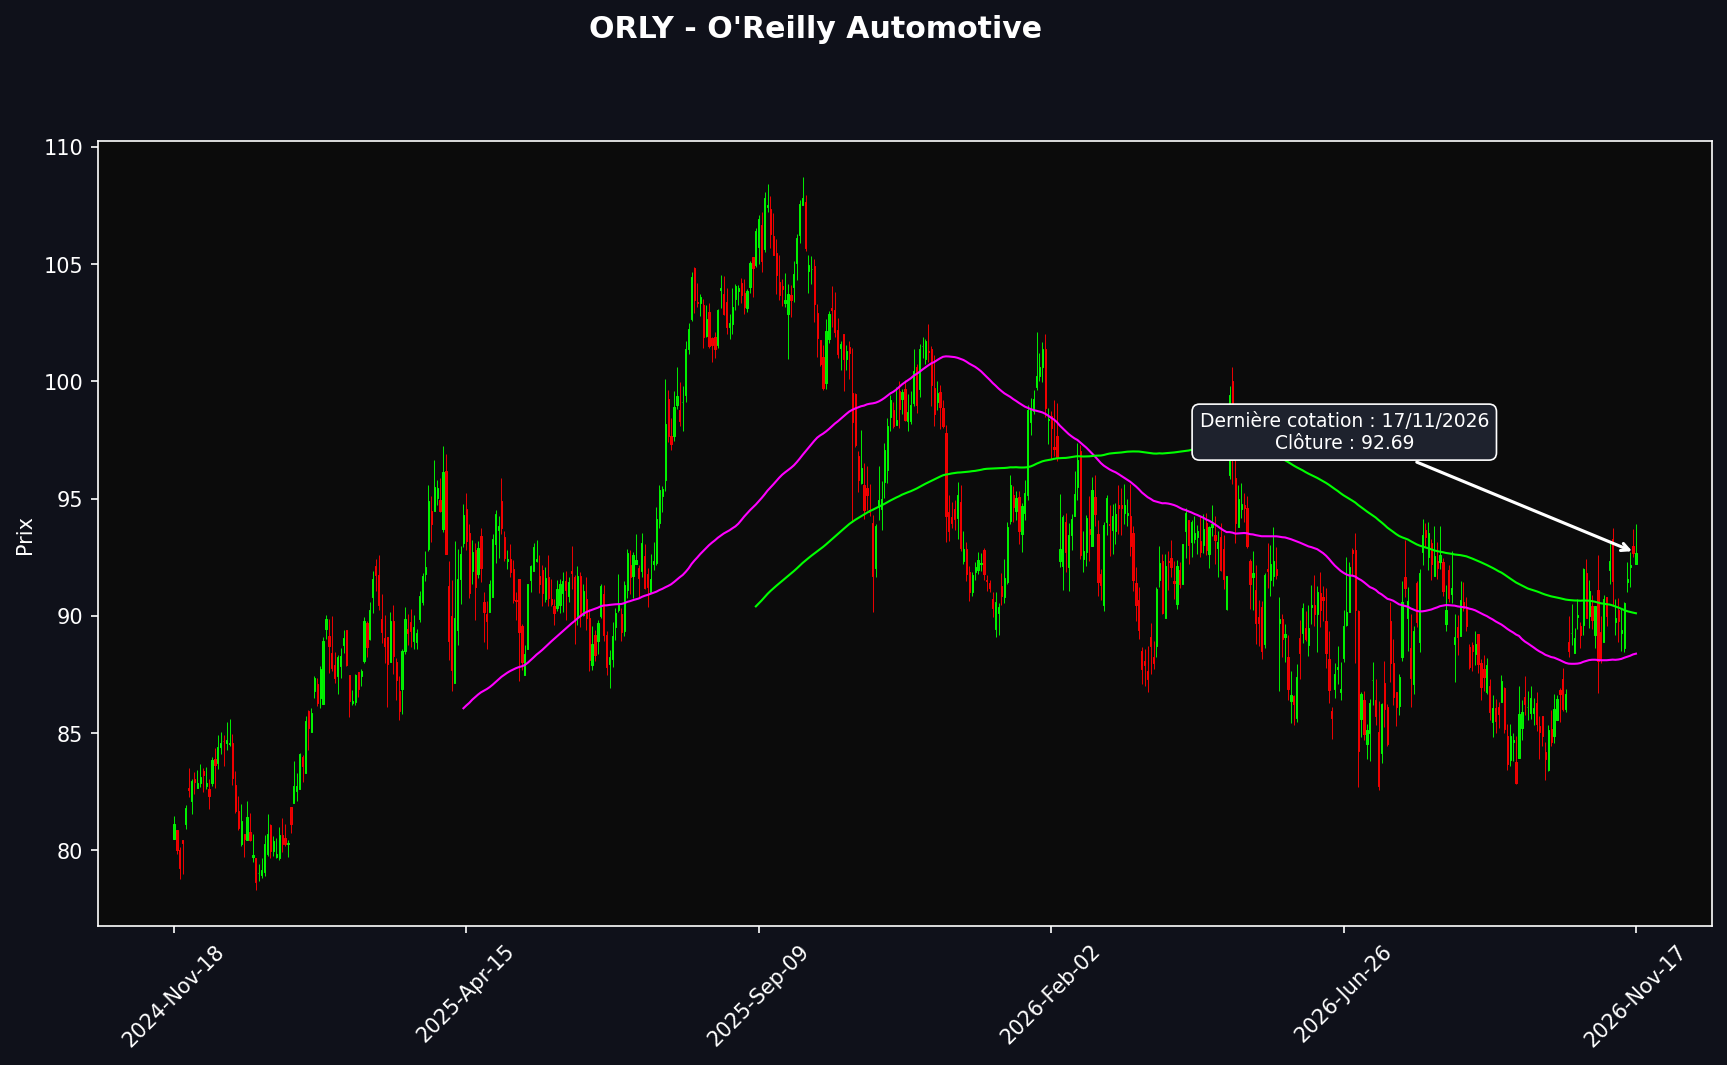 ORLY - O'Reilly Automotive
110
105
100
95
90
85
80
Prix
Dernière cotation : 17/11/2026
Clôture : 92.69
2024-Nov-18
2025-Apr-15
2025-Sep-09
2026-Feb-02
2026-Jun-26
2026-Nov-17